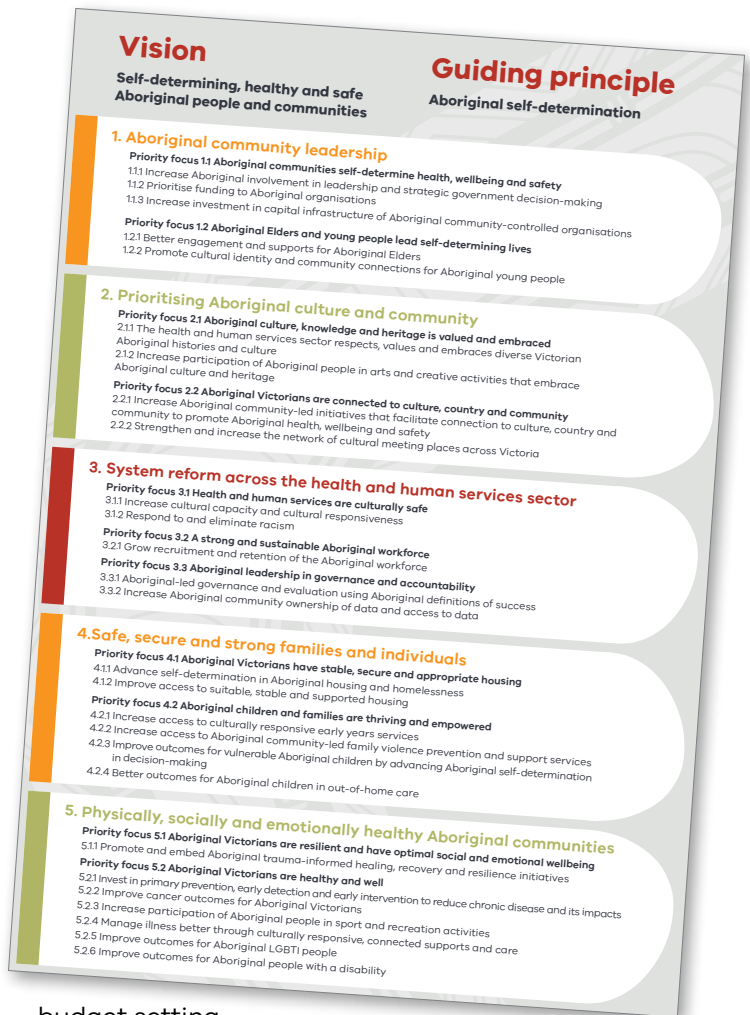 Vision
Self-determining, healthy and safe
Aboriginal people and communities
Guiding principle
Aboriginal self-determination
1. Aboriginal community leadership
Priority focus 1.1 Aboriginal communities self-determine health, wellbeing and safety
1.1.1 Increase Aboriginal involvement in leadership and strategic government decision-making
1.1.2 Prioritise funding to Aboriginal organisations
1.1.3 Increase investment in capital infrastructure of Aboriginal community-controlled organisations
Priority focus 1.2 Aboriginal Elders and young people lead self-determining lives
1.2.1 Better engagement and supports for Aboriginal Elders
1.2.2 Promote cultural identity and community connections for Aboriginal young people
2. Prioritising Aboriginal culture and community
Priority focus 2.1 Aboriginal culture, knowledge and heritage is valued and embraced
2.1.1 The health and human services sector respects, values and embraces diverse Victorian
Aboriginal histories and culture
2.1.2 Increase participation of Aboriginal people in arts and creative activities that embrace
Aboriginal culture and heritage
Priority focus 2.2 Aboriginal Victorians are connected to culture, country and community
2.2.1 Increase Aboriginal community-led initiatives that facilitate connection to culture, country and
community to promote Aboriginal health, wellbeing and safety
2.2.2 Strengthen and increase the network of cultural meeting places across Victoria
3. System reform across the health and human services sector
Priority focus 3.1 Health and human services are culturally safe
3.1.1 Increase cultural capacity and cultural responsiveness
3.1.2 Respond to and eliminate racism
Priority focus 3.2 A strong and sustainable Aboriginal workforce
3.2.1 Grow recruitment and retention of the Aboriginal workforce
Priority focus 3.3 Aboriginal leadership in governance and accountability
3.3.1 Aboriginal-led governance and evaluation using Aboriginal definitions of success
3.3.2 Increase Aboriginal community ownership of data and access to data
4.Safe, secure and strong families and individuals
Priority focus 4.1 Aboriginal Victorians have stable, secure and appropriate housing
4.1.1 Advance self-determination in Aboriginal housing and homelessness
4.1.2 Improve access to suitable, stable and supported housing
Priority focus 4.2 Aboriginal children and families are thriving and empowered
4.2.1 Increase access to culturally responsive early years services
4.2.2 Increase access to Aboriginal community-led family violence prevention and support services
4.2.3 Improve outcomes for vulnerable Aboriginal children by advancing Aboriginal self-determination
in decision-making
4.2.4 Better outcomes for Aboriginal children in out-of-home care
5. Physically, socially and emotionally healthy Aboriginal communities
Priority focus 5.1 Aboriginal Victorians are resilient and have optimal social and emotional wellbeing
5.1.1 Promote and embed Aboriginal trauma-informed healing, recovery and resilience initiatives
Priority focus 5.2 Aboriginal Victorians are healthy and well
5.2.1 Invest in primary prevention, early detection and early intervention to reduce chronic disease and its impacts
5.2.2 Improve cancer outcomes for Aboriginal Victorians
5.2.3 Increase participation of Aboriginal people in sport and recreation activities
5.2.4 Manage illness better through culturally responsive, connected supports and care
5.2.5 Improve outcomes for Aboriginal LGBTI people
5.2.6 Improve outcomes for Aboriginal people with a disability
budget setting